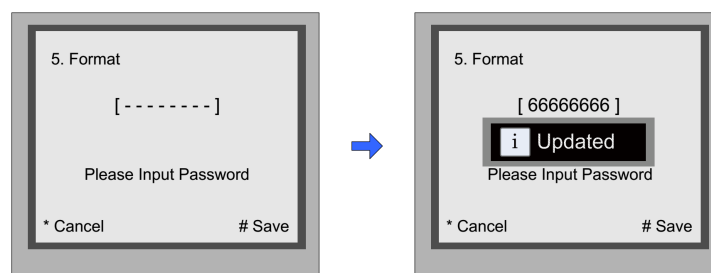 5. Format
[ - - - - - - - - ]
Please Input Password
* Cancel # Save
5. Format
[ 66666666 ]
i Updated
Please Input Password
* Cancel # Save